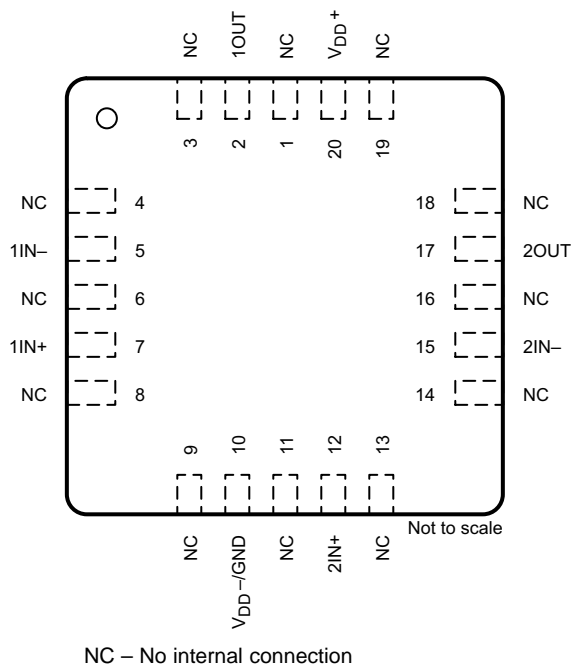 NC
1OUT
NC
VDD+
NC
3
2
1
20
19
NC 4
1IN– 5
NC 6
1IN+ 7
NC 8
18 NC
17 2OUT
16 NC
15 2IN–
14 NC
9
10
11
12
13
NC
VDD–/GND
NC
2IN+
NC
Not to scale
NC – No internal connection